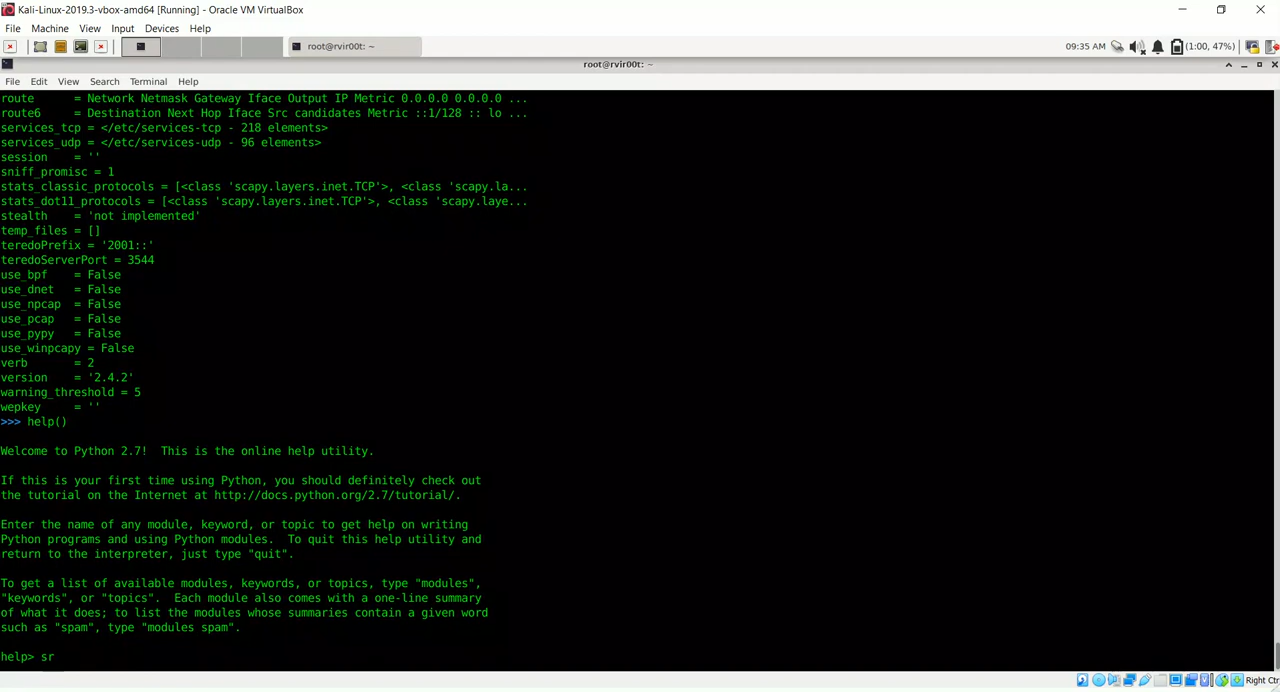 Kali-Linux-2019.3-vbox-amd64 [Running] - Oracle VM VirtualBox
File Machine View Input Devices Help
root@rvir00t: ~
09:35 AM
(1:00, 47%)
root@rvir00t: ~
File Edit View Search Terminal Help
route      = Network Netmask Gateway Iface Output IP Metric 0.0.0.0 0.0.0.0 ...
route6     = Destination Next Hop Iface Src candidates Metric ::1/128 :: lo ...
services_tcp = </etc/services-tcp - 218 elements>
services_udp = </etc/services-udp - 96 elements>
session    = ''
sniff_promisc = 1
stats_classic_protocols = [<class 'scapy.layers.inet.TCP'>, <class 'scapy.la...
stats_dot11_protocols = [<class 'scapy.layers.inet.TCP'>, <class 'scapy.laye...
stealth    = 'not implemented'
temp_files = []
teredoPrefix = '2001::'
teredoServerPort = 3544
use_bpf    = False
use_dnet   = False
use_npcap  = False
use_pcap   = False
use_pypy   = False
use_winpcapy = False
verb       = 2
version    = '2.4.2'
warning_threshold = 5
wepkey     = ''
>>> help()
Welcome to Python 2.7!  This is the online help utility.
If this is your first time using Python, you should definitely check out
the tutorial on the Internet at http://docs.python.org/2.7/tutorial/.
Enter the name of any module, keyword, or topic to get help on writing
Python programs and using Python modules.  To quit this help utility and
return to the interpreter, just type "quit".
To get a list of available modules, keywords, or topics, type "modules",
"keywords", or "topics".  Each module also comes with a one-line summary
of what it does; to list the modules whose summaries contain a given word
such as "spam", type "modules spam".
help> sr
Right Ctr